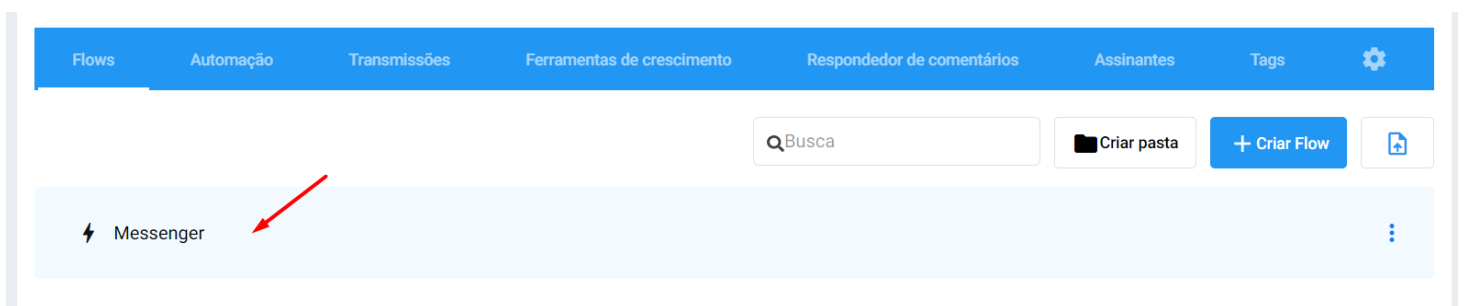 Flows Automação Transmissões Ferramentas de crescimento Respondedor de comentários Assinantes Tags
Busca Criar pasta + Criar Flow
Messenger